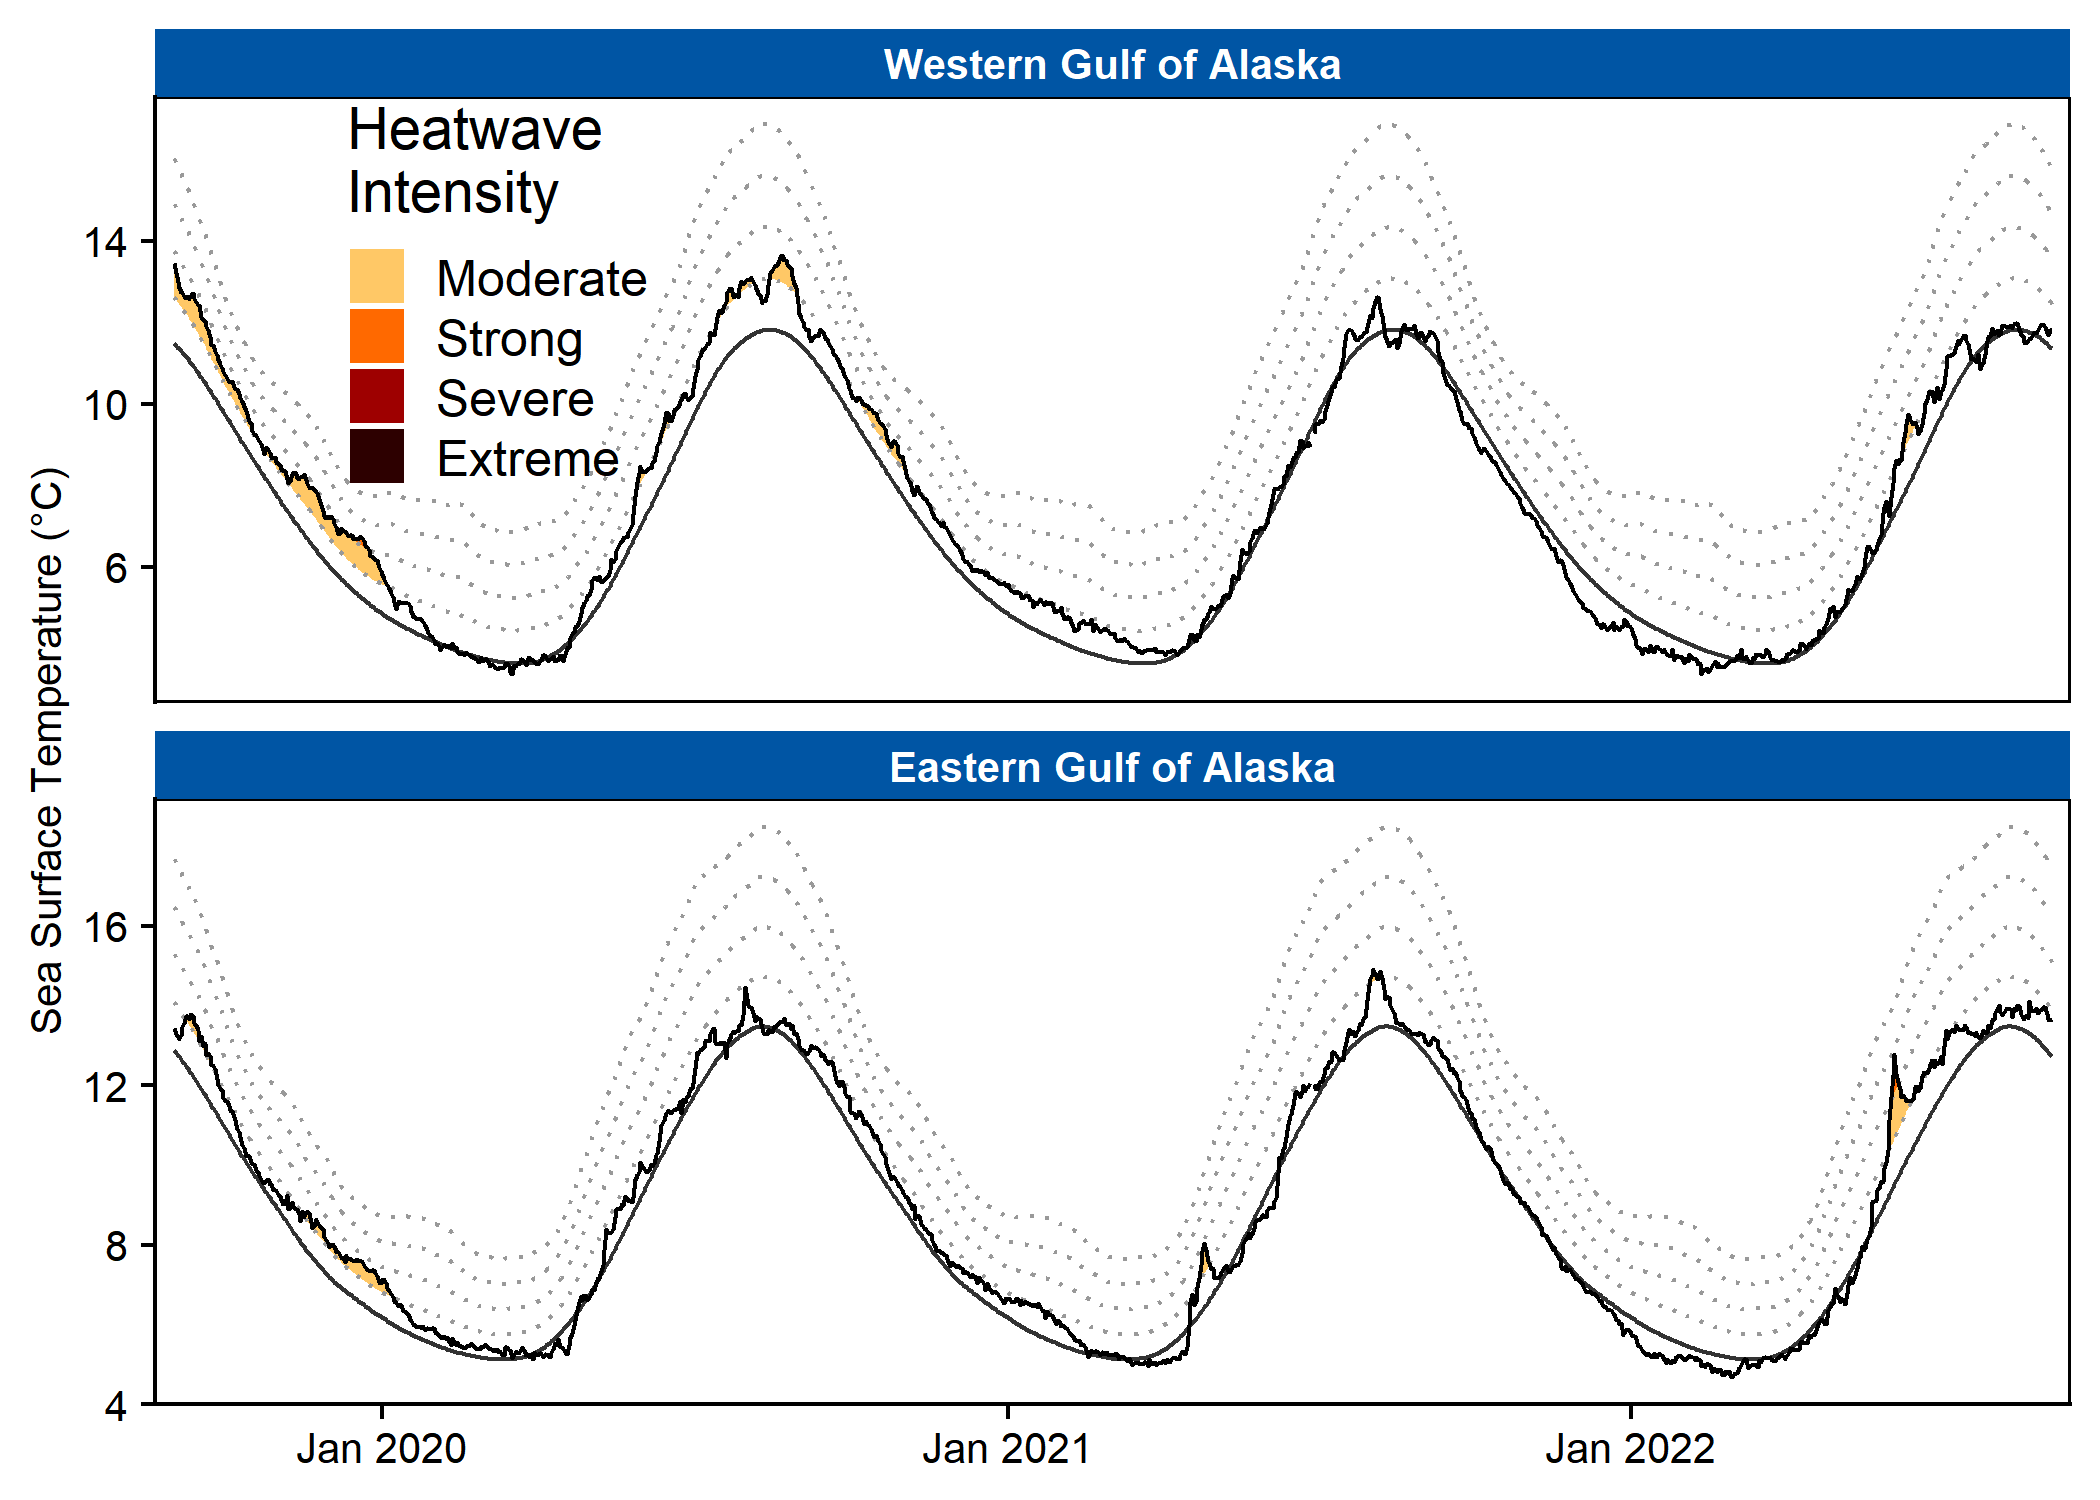 Western Gulf of Alaska
Heatwave
Intensity
Moderate
Strong
Severe
Extreme
14
10
6
Sea Surface Temperature (°C)
Eastern Gulf of Alaska
16
12
8
4
Jan 2020
Jan 2021
Jan 2022